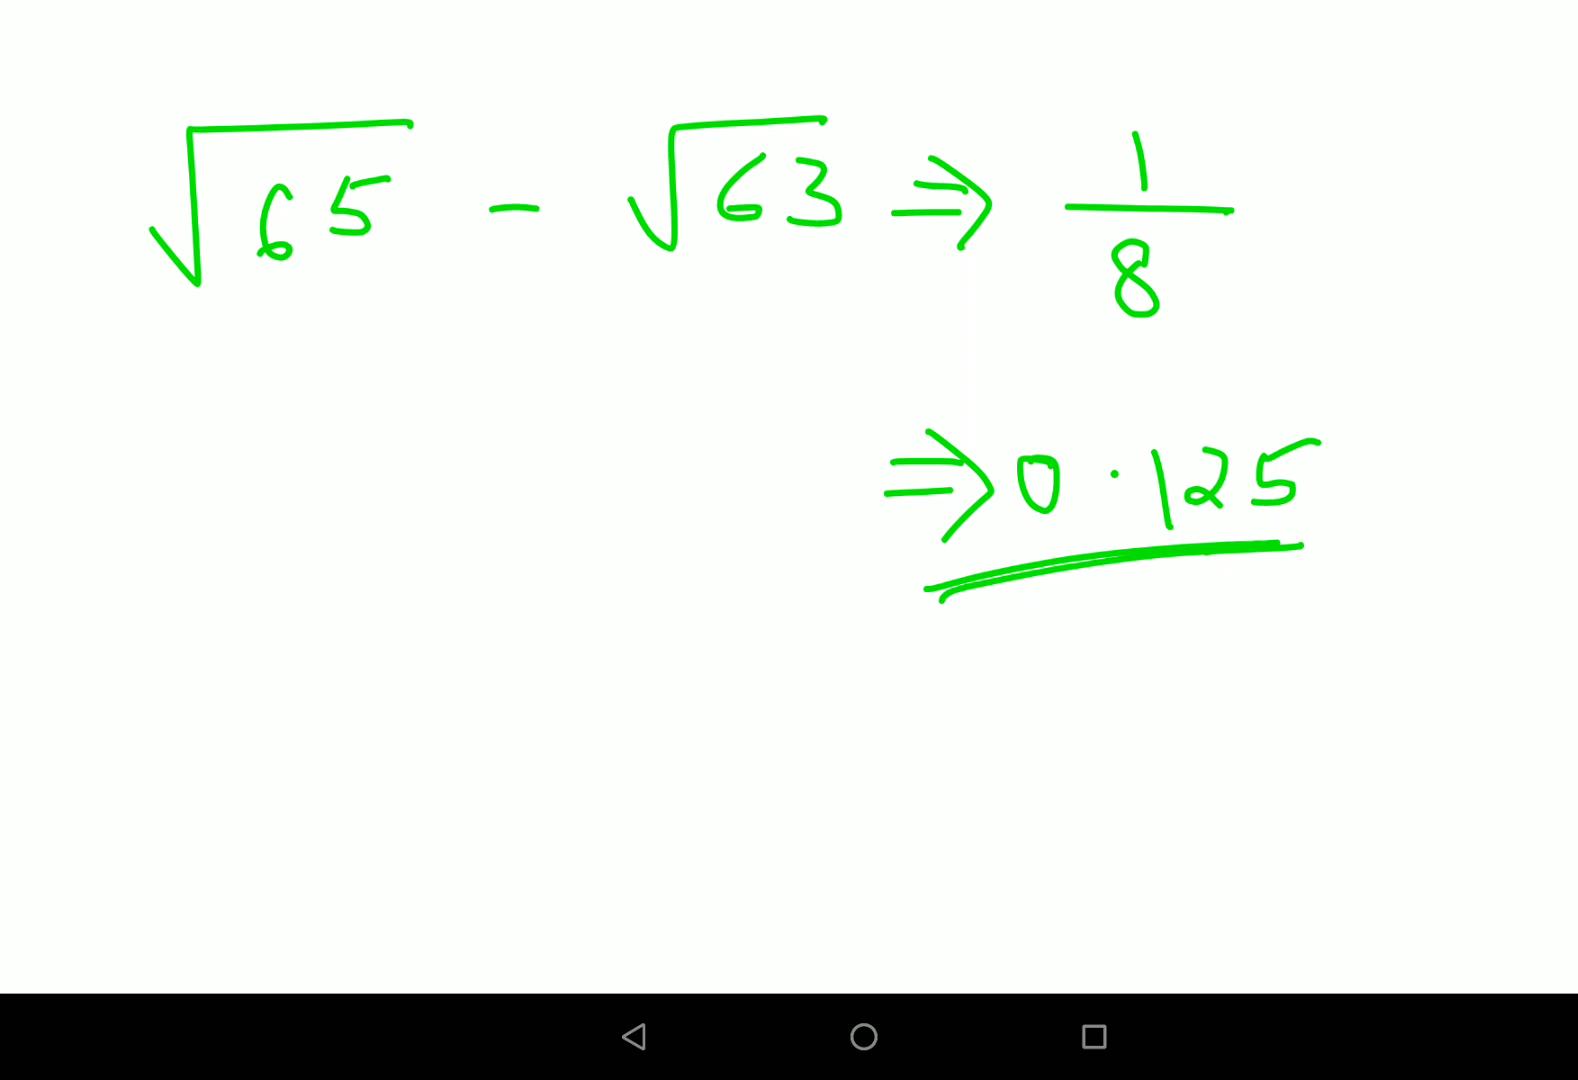 √65 - √63 ⇒ 1/8
⇒ 0.125